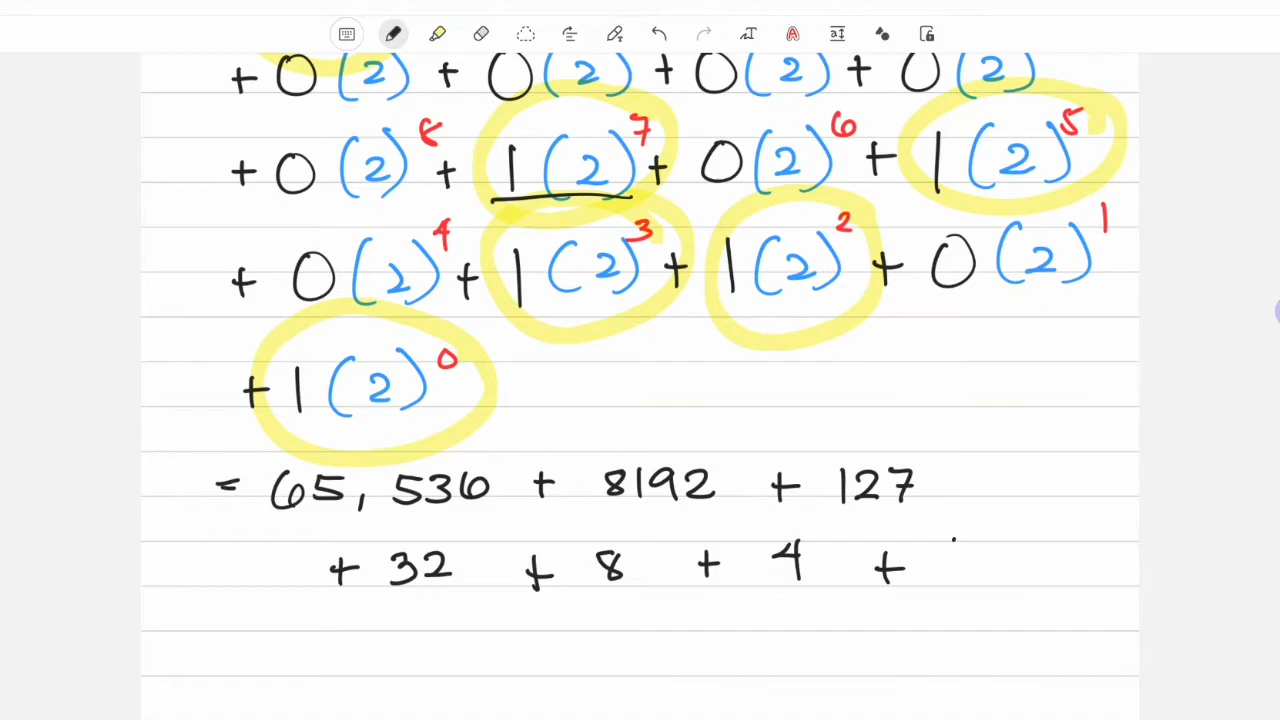 + 0 (2) + 0 (2) + 0 (2) + 0 (2)
+ 0 (2)⁸ + 1 (2)⁷ + 0 (2)⁶ + 1 (2)⁵
+ 0 (2)⁴ + 1 (2)³ + 1 (2)² + 0 (2)¹
+ 1 (2)⁰
= 65,536 + 8192 + 127
+ 32 + 8 + 4 +